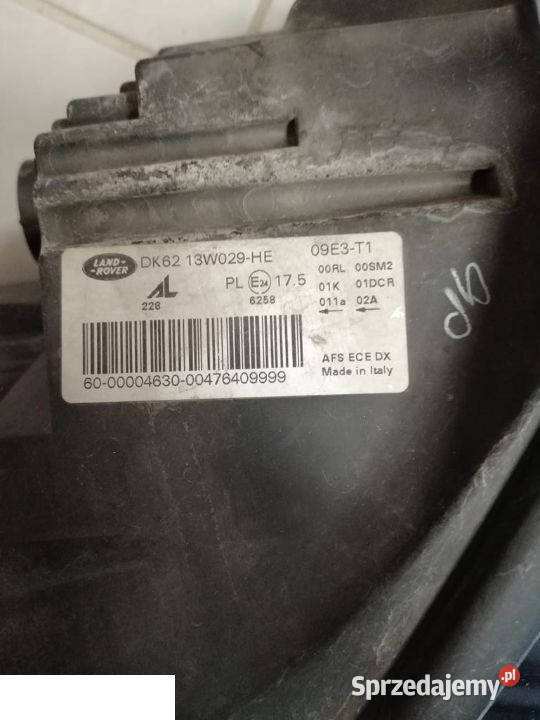 LAND-
ROVER
DK62 13W029-HE 09E3-T1
AL
228
PL E24 17.5
6258
00RL 00SM2
01K 01DCR
011a 02A
AFS ECE DX
Made in Italy
60-00004630-00476409999
Sprzedajemy.pl